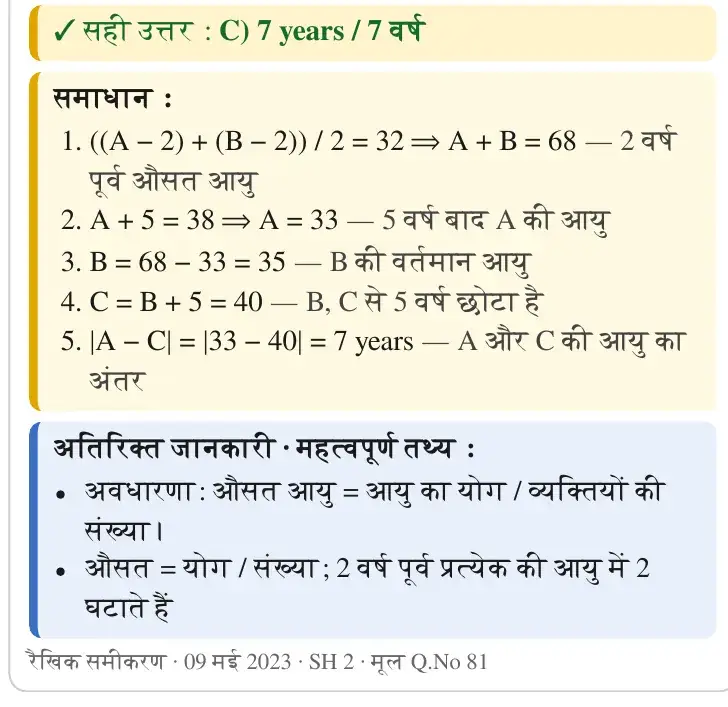 ✓ सही उत्तर : C) 7 years / 7 वर्ष
समाधान :
1. ((A − 2) + (B − 2)) / 2 = 32 ⟹ A + B = 68 — 2 वर्ष
पूर्व औसत आयु
2. A + 5 = 38 ⟹ A = 33 — 5 वर्ष बाद A की आयु
3. B = 68 − 33 = 35 — B की वर्तमान आयु
4. C = B + 5 = 40 — B, C से 5 वर्ष छोटा है
5. |A − C| = |33 − 40| = 7 years — A और C की आयु का
अंतर
अतिरिक्त जानकारी · महत्वपूर्ण तथ्य :
• अवधारणा : औसत आयु = आयु का योग / व्यक्तियों की
संख्या।
• औसत = योग / संख्या ; 2 वर्ष पूर्व प्रत्येक की आयु में 2
घटाते हैं
रैखिक समीकरण · 09 मई 2023 · SH 2 · मूल Q.No 81